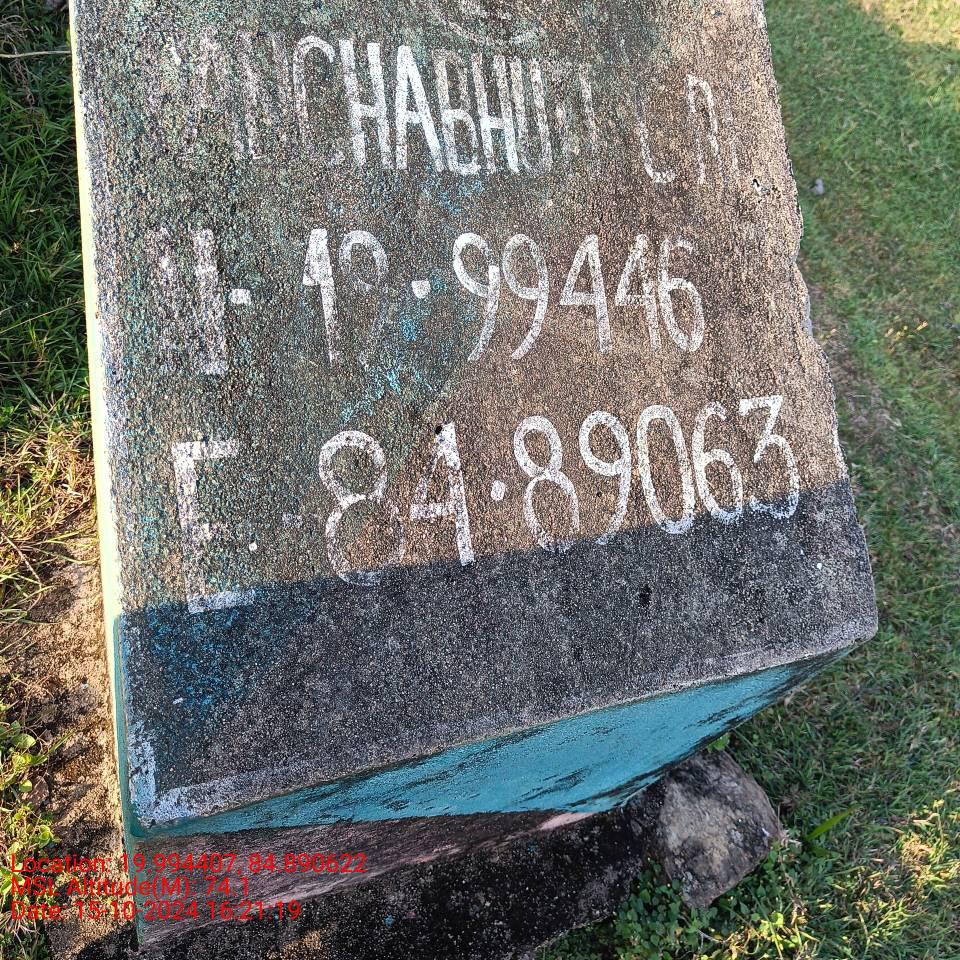 PANCHABHUTI
N- 19.99446
E-84.89063
Location: 19.994407, 84.890622
MSL Altitude(M): 74.1
Date: 15-10-2024 16:21:19